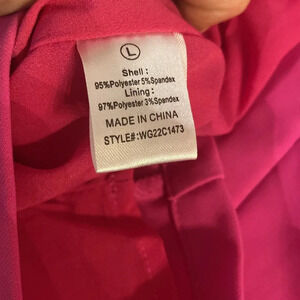 L
Shell :
95%Polyester 5%Spandex
Lining :
97%Polyester 3%Spandex
MADE IN CHINA
STYLE#:WG22C1473